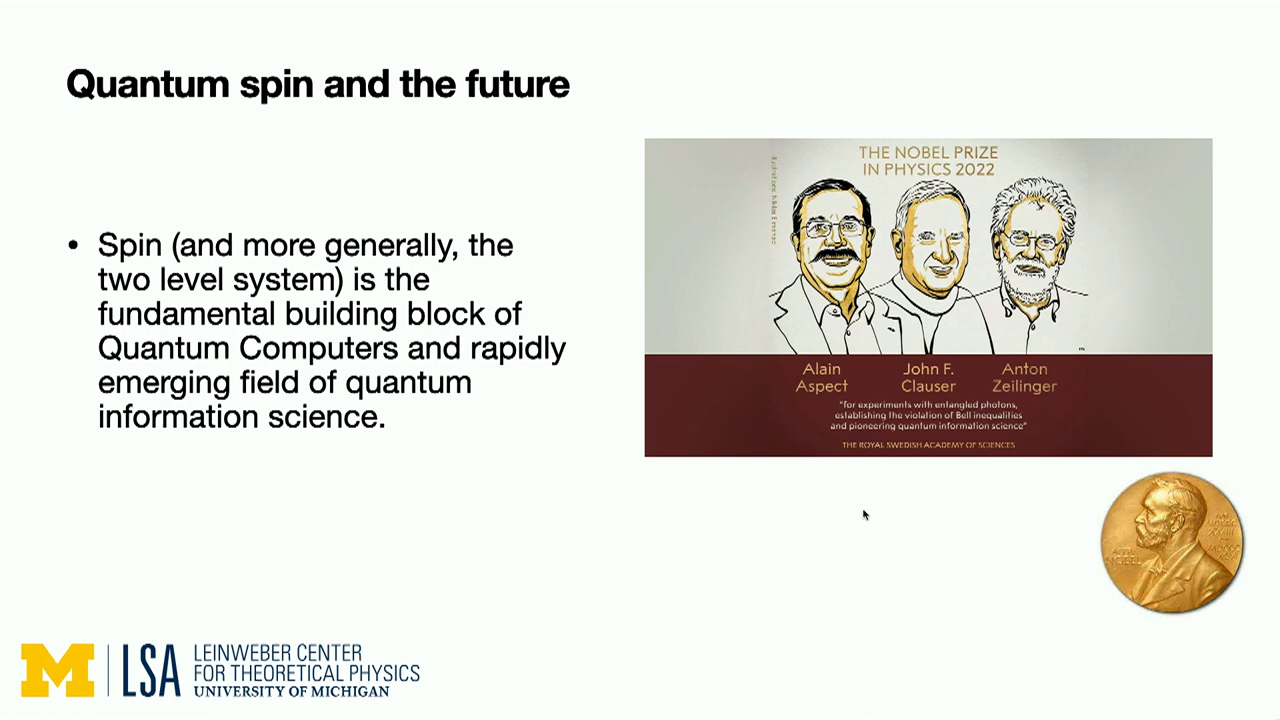 Quantum spin and the future
• Spin (and more generally, the
two level system) is the
fundamental building block of
Quantum Computers and rapidly
emerging field of quantum
information science.
THE NOBEL PRIZE
IN PHYSICS 2022
Alain
Aspect
John F.
Clauser
Anton
Zeilinger
“for experiments with entangled photons,
establishing the violation of Bell inequalities
and pioneering quantum information science”
THE ROYAL SWEDISH ACADEMY OF SCIENCES
M
LSA
LEINWEBER CENTER
FOR THEORETICAL PHYSICS
UNIVERSITY OF MICHIGAN